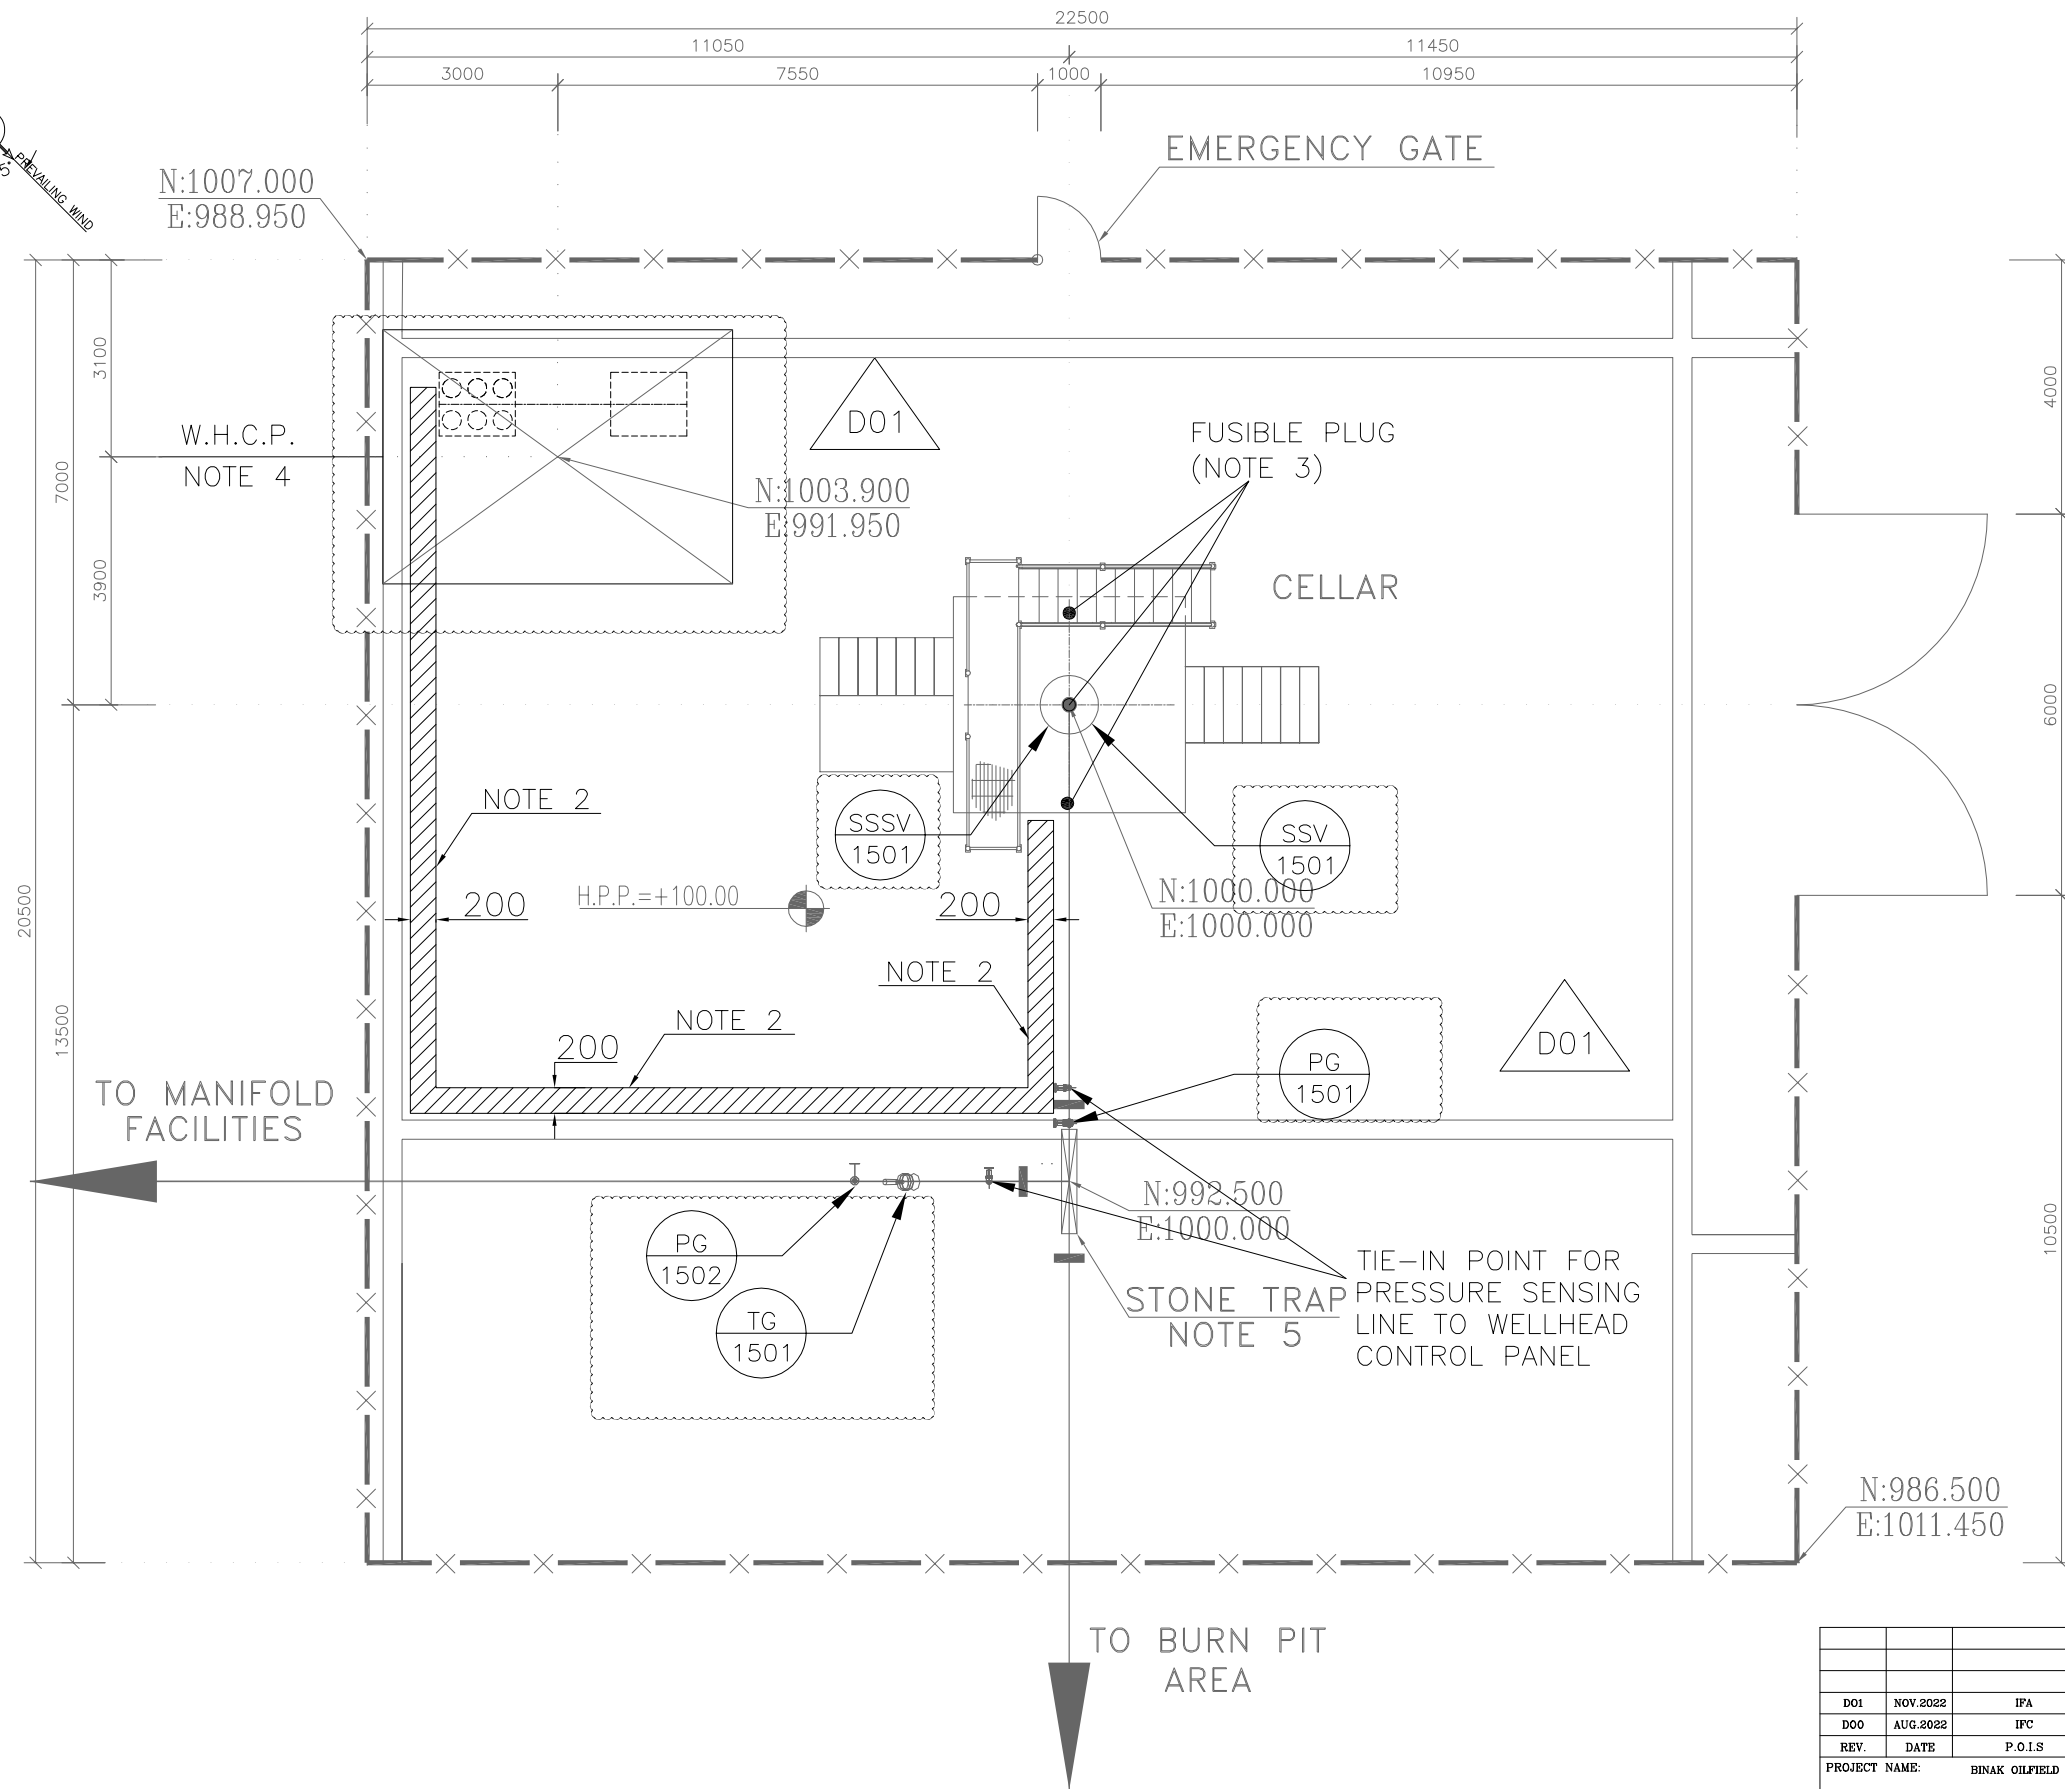 22500
11050
11450
3000
7550
1000
10950
PREVAILING WIND
EMERGENCY GATE
N:1007.000
E:988.950
3100
7000
3900
20500
13500
4000
6000
10500
W.H.C.P.
NOTE 4
D01
N:1003.900
E:991.950
FUSIBLE PLUG
(NOTE 3)
CELLAR
NOTE 2
SSSV
1501
SSV
1501
H.P.P.=+100.00
200
200
N:1000.000
E:1000.000
NOTE 2
NOTE 2
200
PG
1501
D01
TO MANIFOLD
FACILITIES
N:992.500
E:1000.000
PG
1502
TG
1501
STONE TRAP
NOTE 5
TIE-IN POINT FOR
PRESSURE SENSING
LINE TO WELLHEAD
CONTROL PANEL
N:986.500
E:1011.450
TO BURN PIT
AREA
D01 NOV.2022 IFA
D00 AUG.2022 IFC
REV. DATE P.O.I.S
PROJECT NAME: BINAK OILFIELD